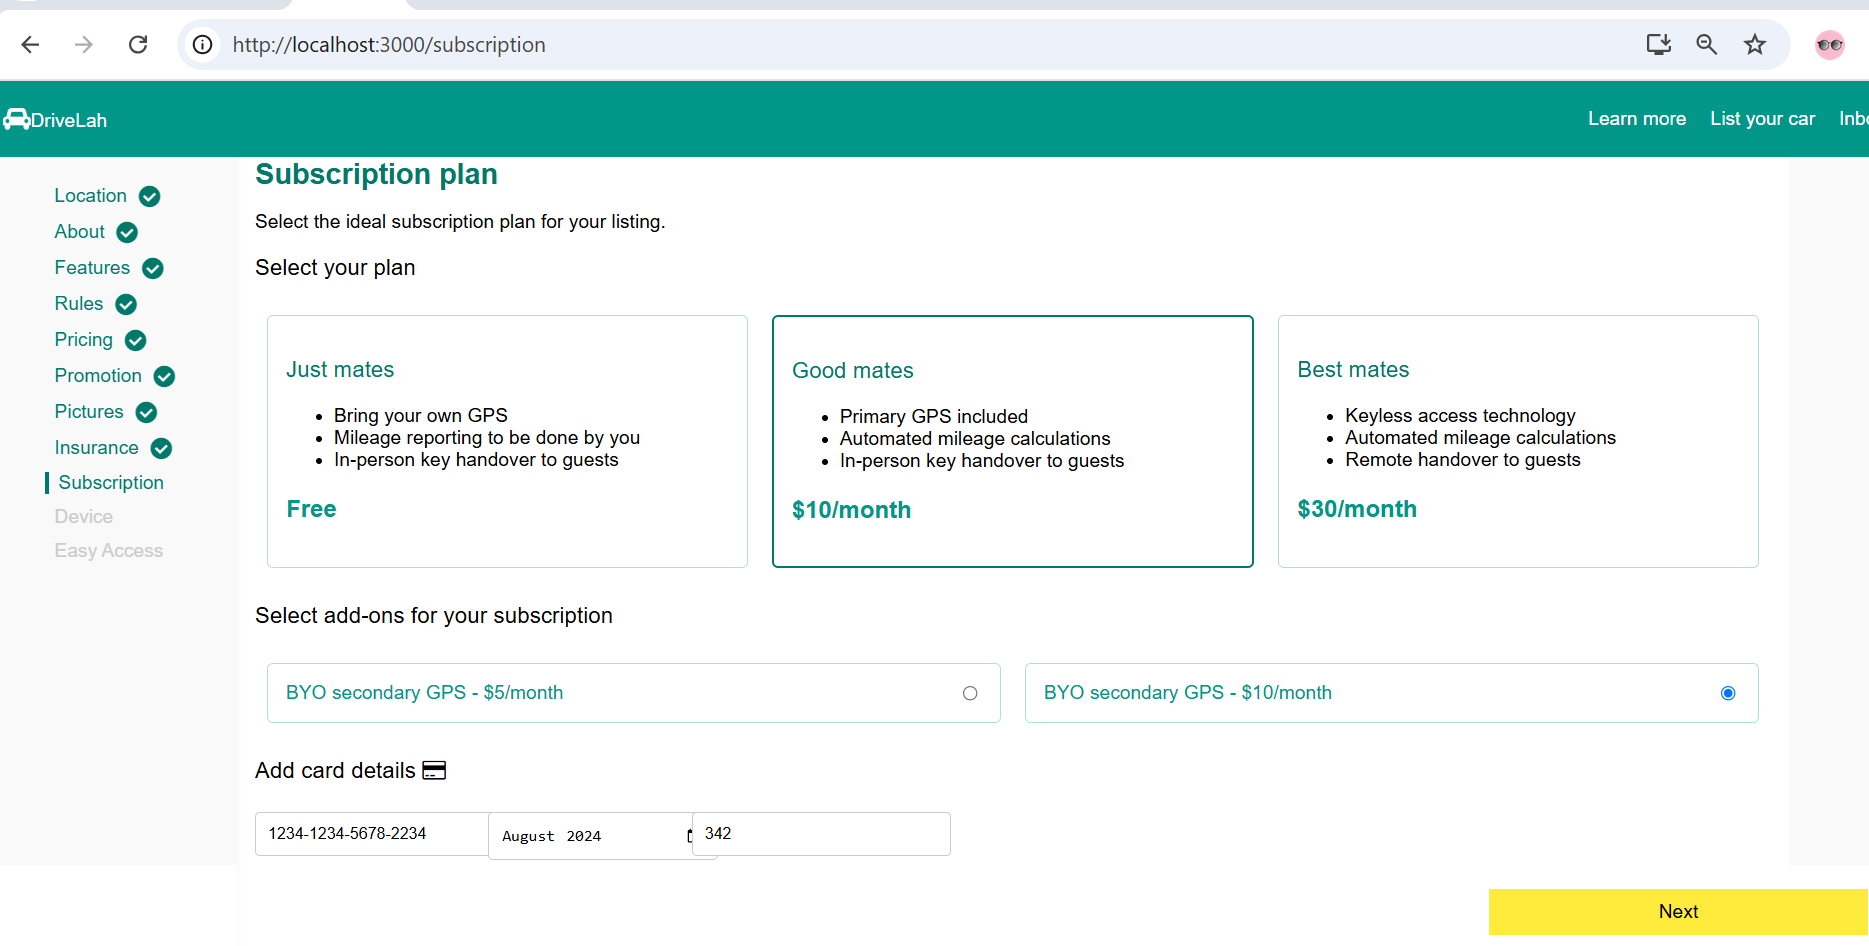 http://localhost:3000/subscription
DriveLah
Learn more
List your car
Location
About
Features
Rules
Pricing
Promotion
Pictures
Insurance
Subscription
Device
Easy Access
Subscription plan
Select the ideal subscription plan for your listing.
Select your plan
Just mates
Bring your own GPS
Mileage reporting to be done by you
In-person key handover to guests
Free
Good mates
Primary GPS included
Automated mileage calculations
In-person key handover to guests
$10/month
Best mates
Keyless access technology
Automated mileage calculations
Remote handover to guests
$30/month
Select add-ons for your subscription
BYO secondary GPS - $5/month
BYO secondary GPS - $10/month
Add card details
1234-1234-5678-2234
August 2024
342
Next